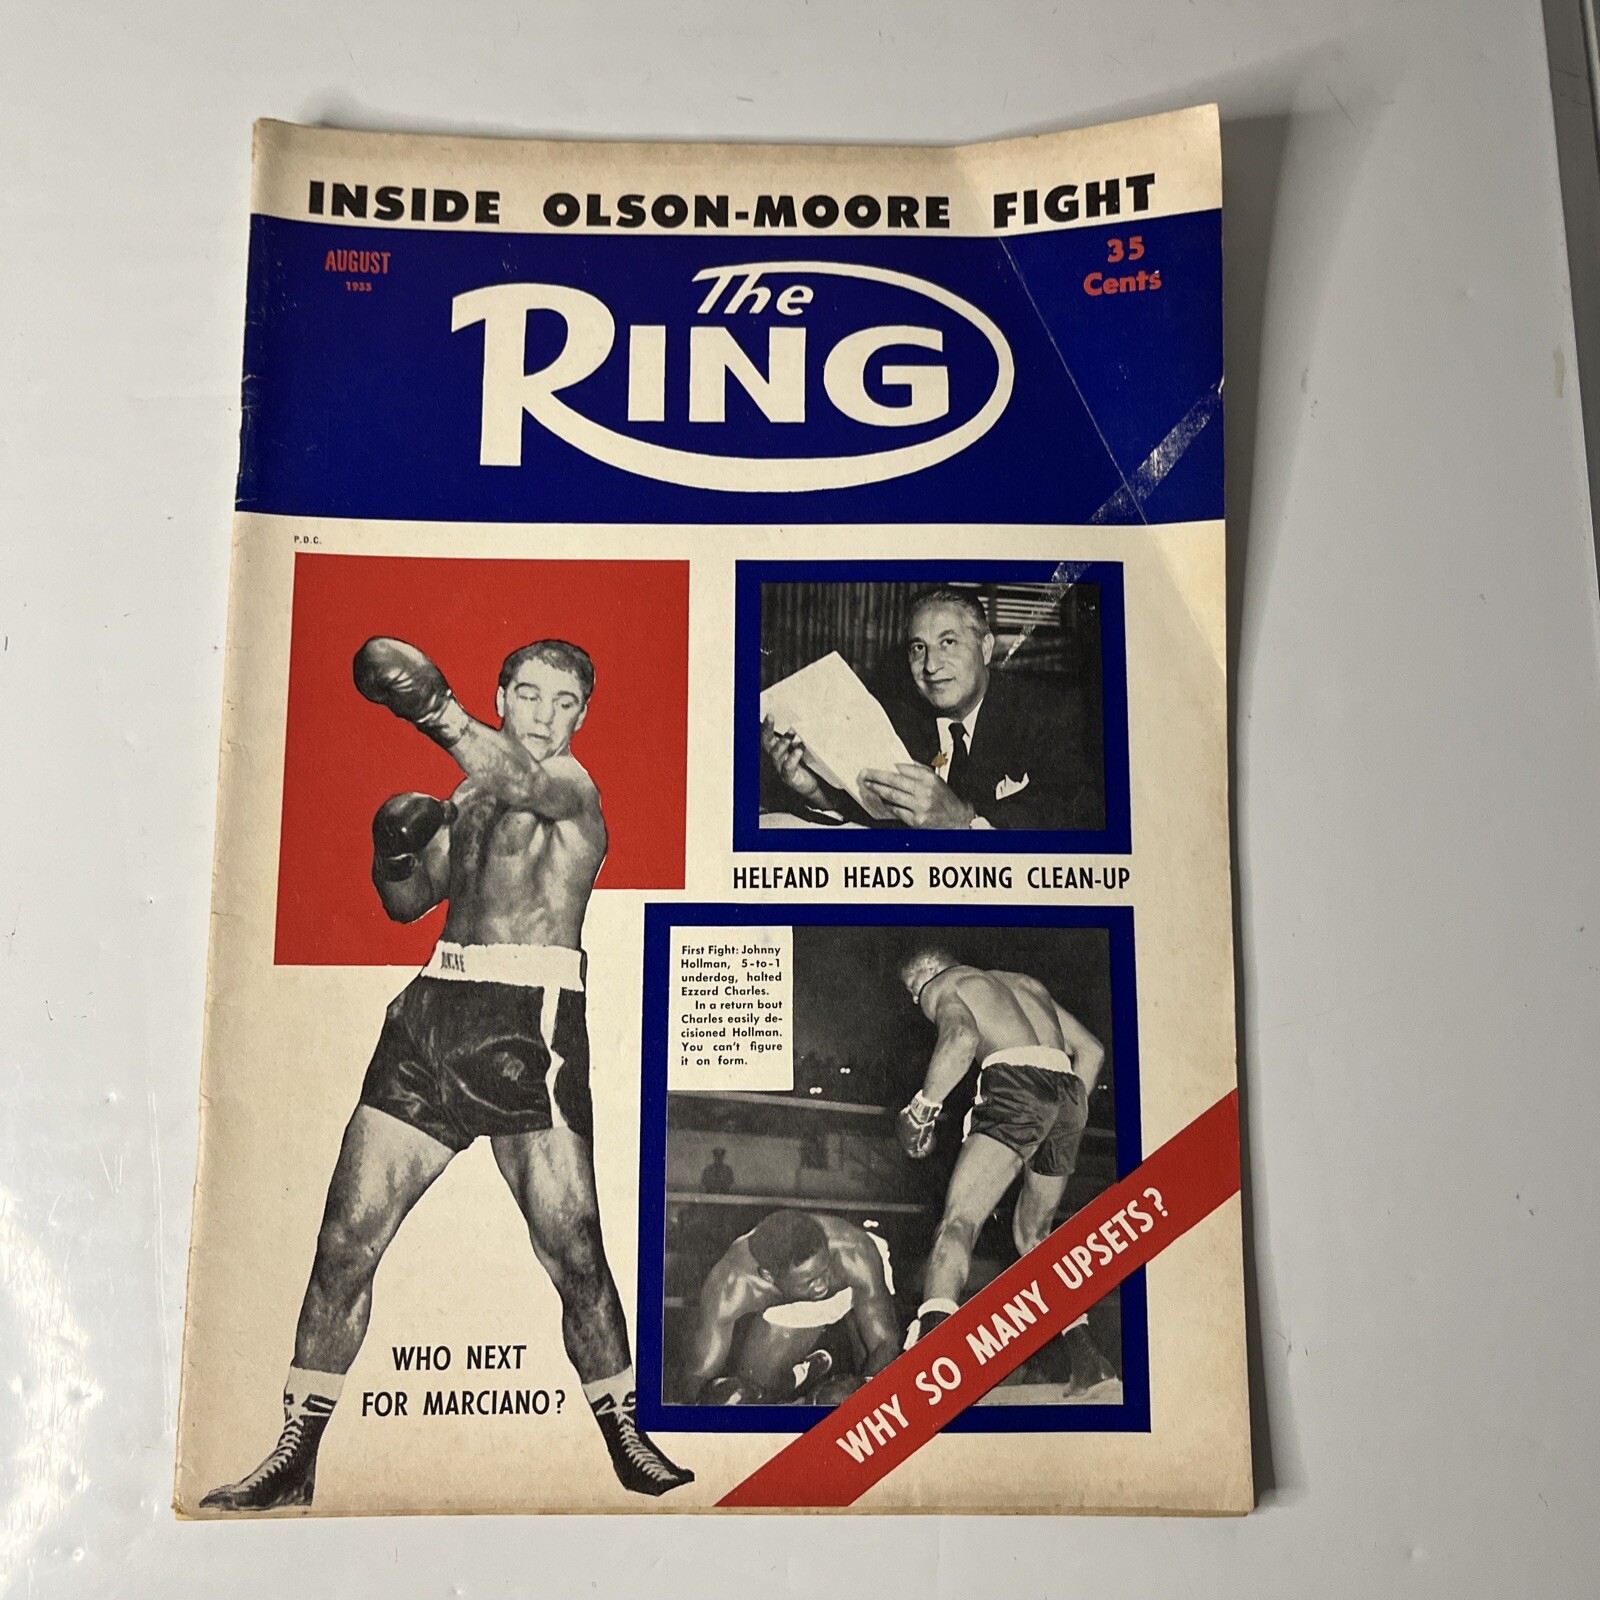 INSIDE OLSON-MOORE FIGHT
AUGUST
1955
35
Cents
The
RING
P.D.C.
HELFAND HEADS BOXING CLEAN-UP
First Fight: Johnny
Hollman, 5-to-1
underdog, halted
Ezzard Charles.
In a return bout
Charles easily de-
cisioned Hollman.
You can't figure
it on form.
WHO NEXT
FOR MARCIANO?
WHY SO MANY UPSETS?